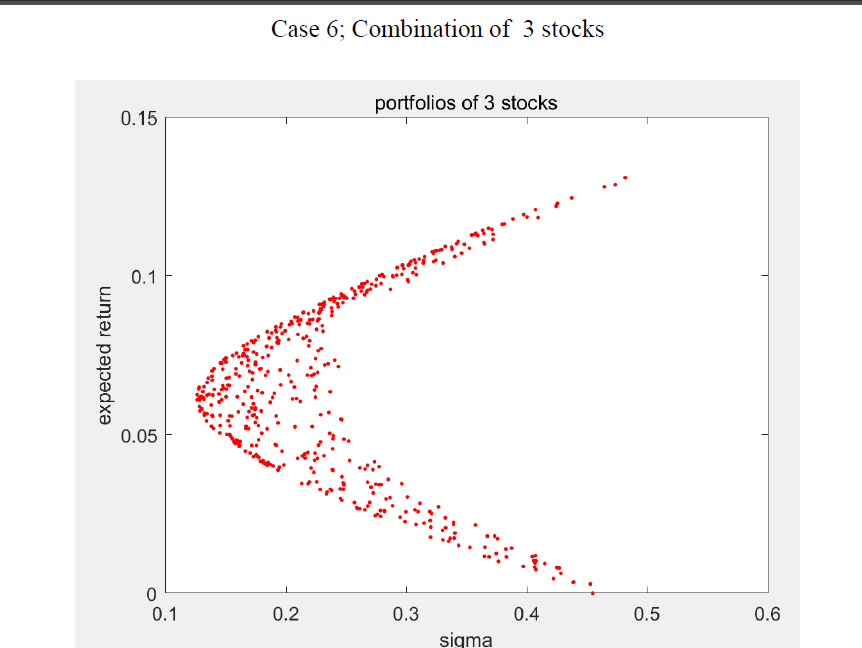 Case 6; Combination of 3 stocks
portfolios of 3 stocks
0.15
0.1
0.05
0
expected return
0.1 0.2 0.3 0.4 0.5 0.6
sigma